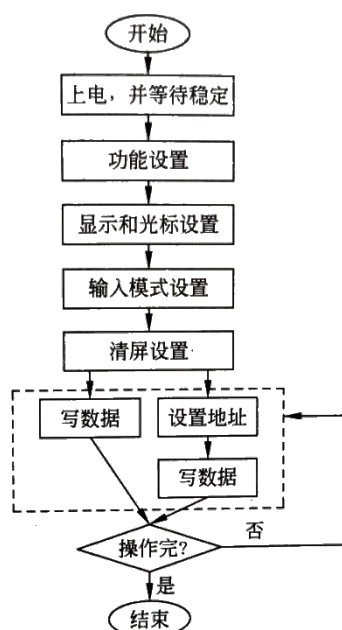 开始
上电，并等待稳定
功能设置
显示和光标设置
输入模式设置
清屏设置
写数据
设置地址
写数据
操作完?
否
是
结束